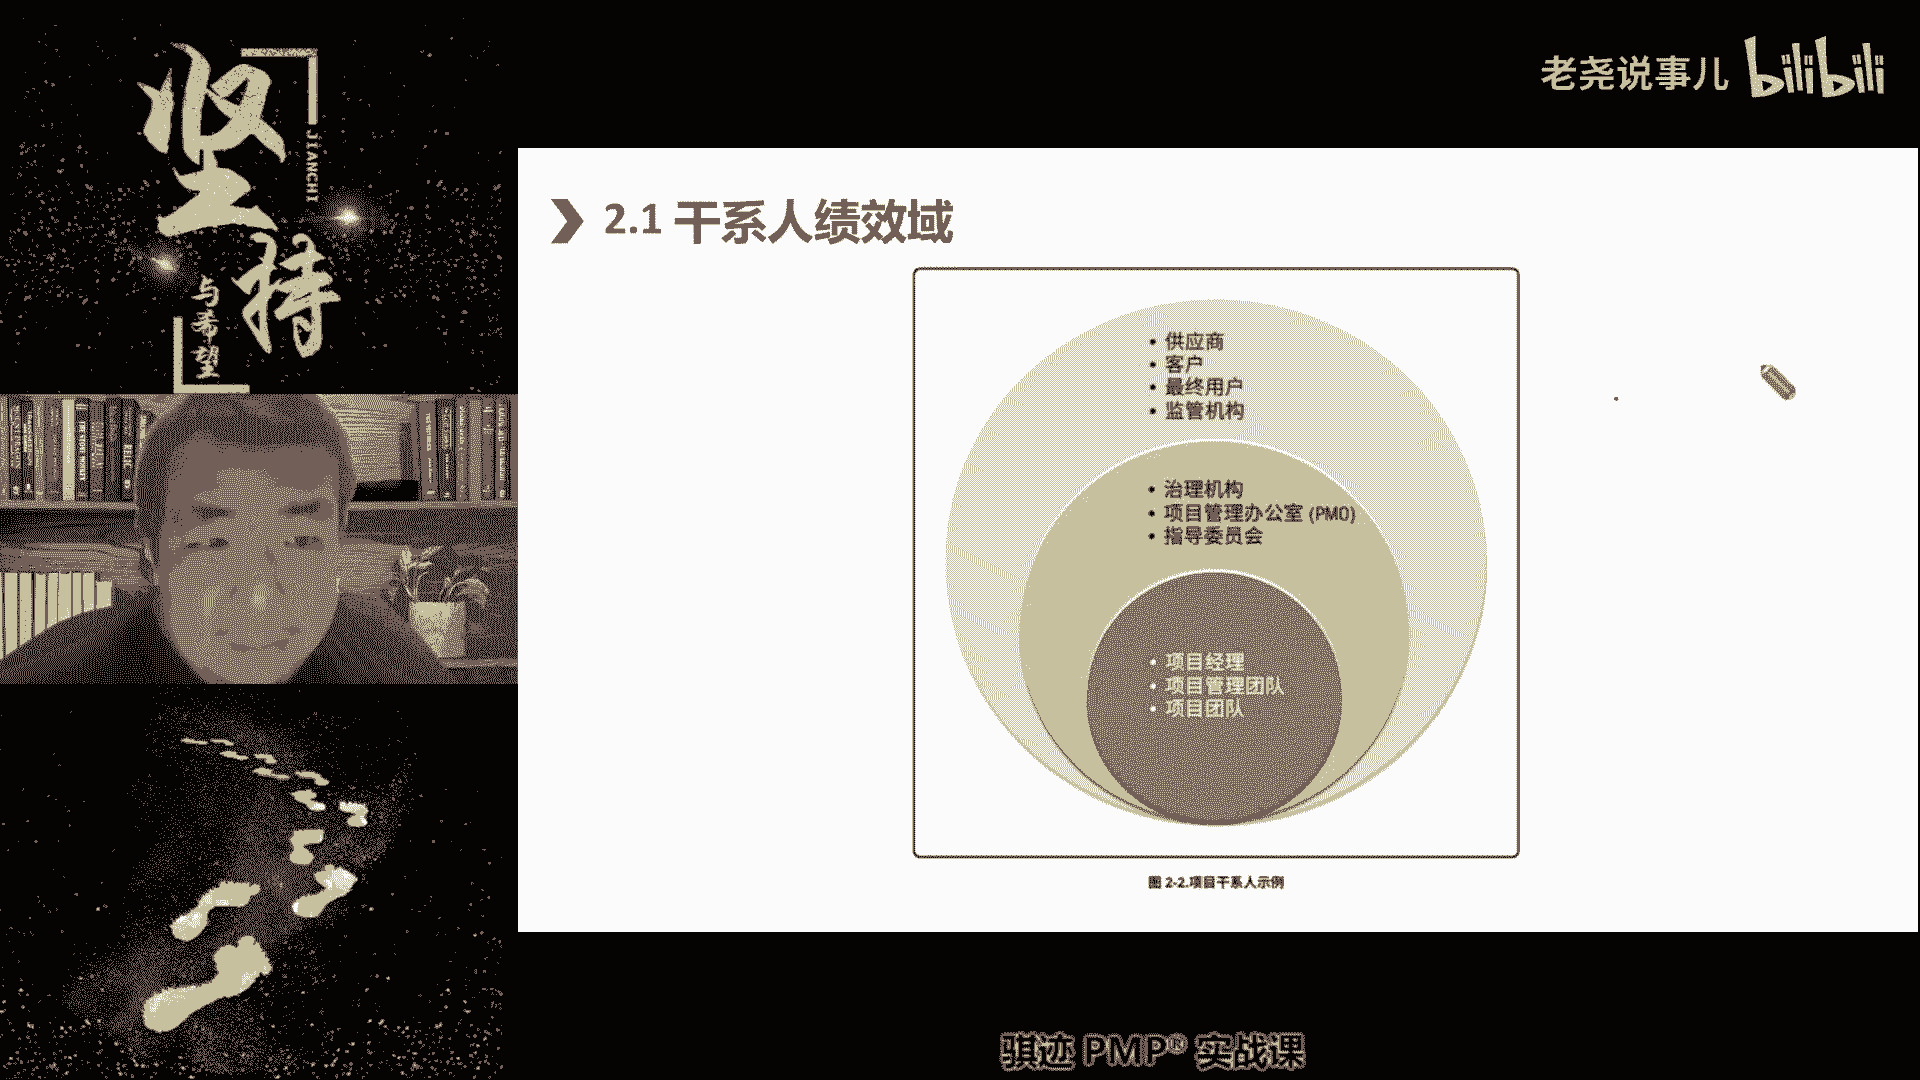 坚持
JIANCHI
与希望
老尧说事儿 bilibili
2.1 干系人绩效域
• 供应商
• 客户
• 最终用户
• 监管机构
• 治理机构
• 项目管理办公室 (PMO)
• 指导委员会
• 项目经理
• 项目管理团队
• 项目团队
图 2-2.项目干系人示例
骐迹 PMP® 实战课